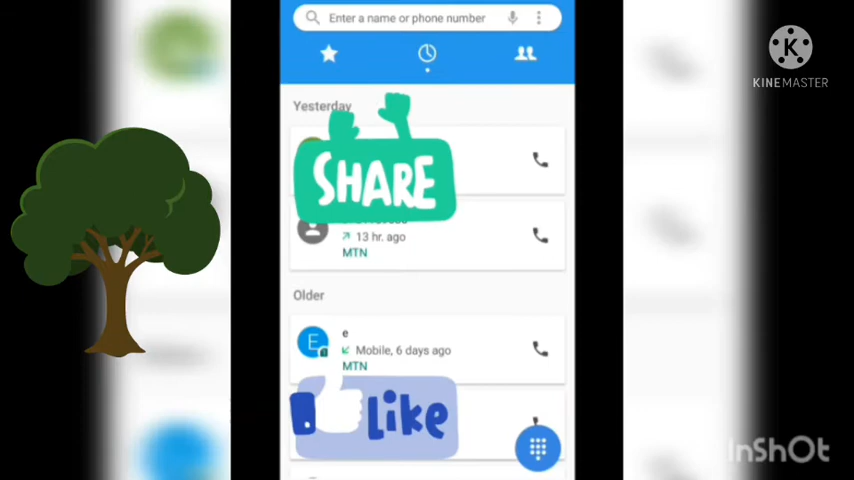 Enter a name or phone number
K
KINEMASTER
Yesterday
SHARE
13 hr. ago
MTN
Older
E
e
Mobile, 6 days ago
MTN
Like
InShOt